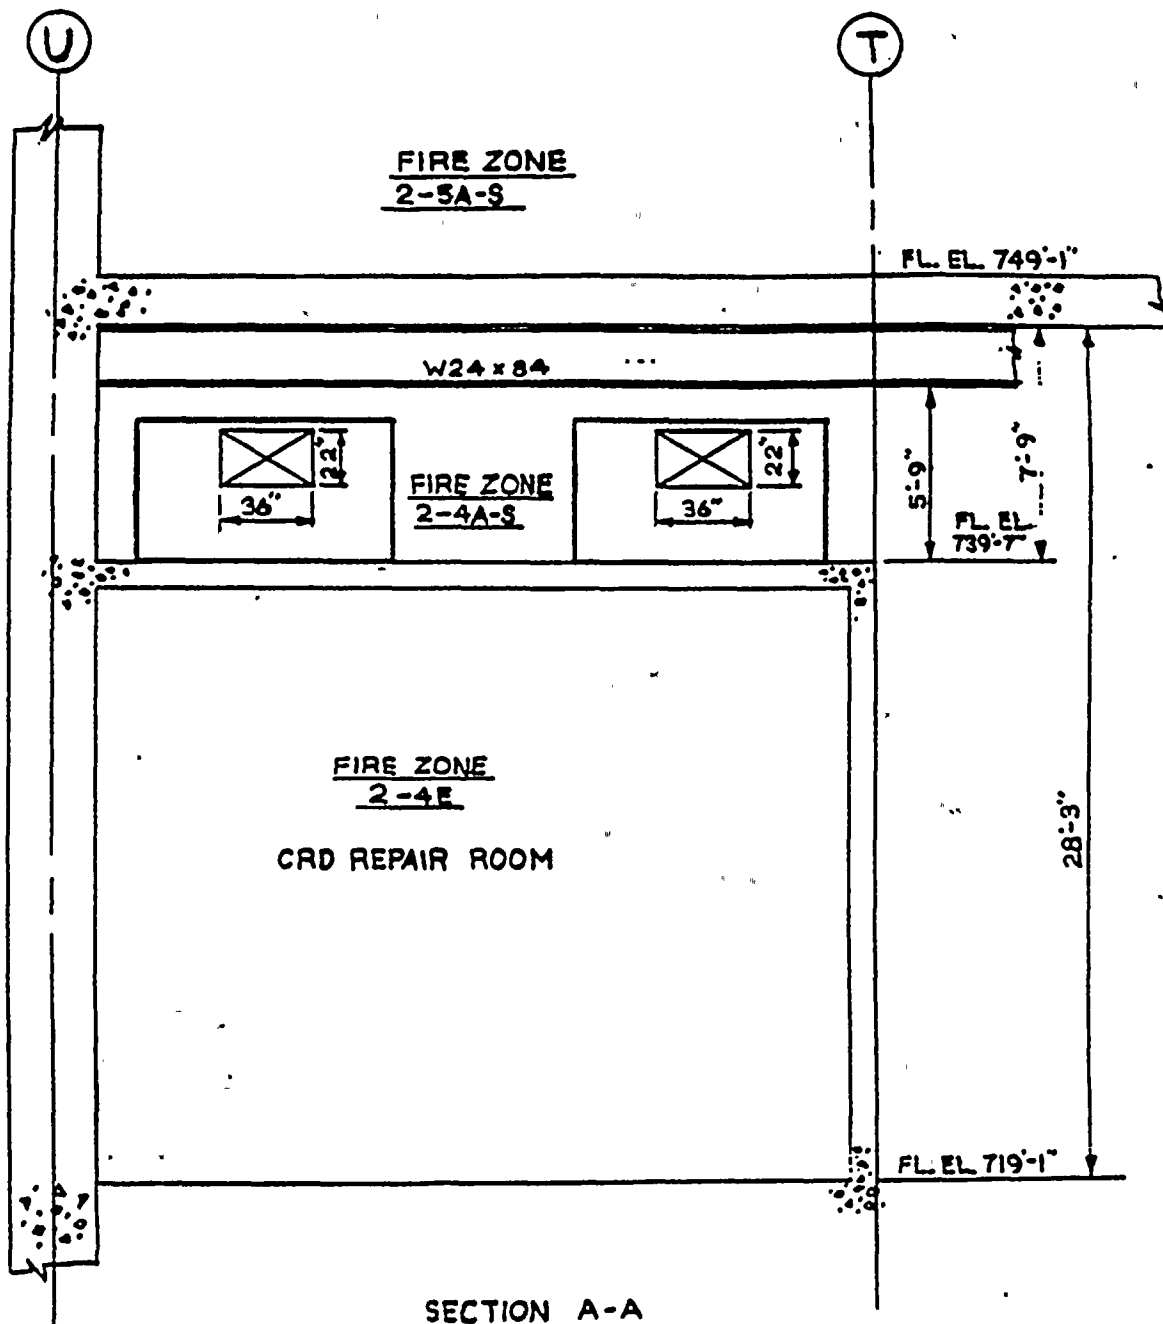 U
T
FIRE ZONE
2-5A-S
FL. EL. 749'-1"
W24 x 84
22"
36"
FIRE ZONE
2-4A-S
22"
36"
5'-9"
7'-9"
FL. EL.
739'-7"
FIRE ZONE
2-4E
CRD REPAIR ROOM
28'-3"
FL. EL. 719'-1"
SECTION A-A